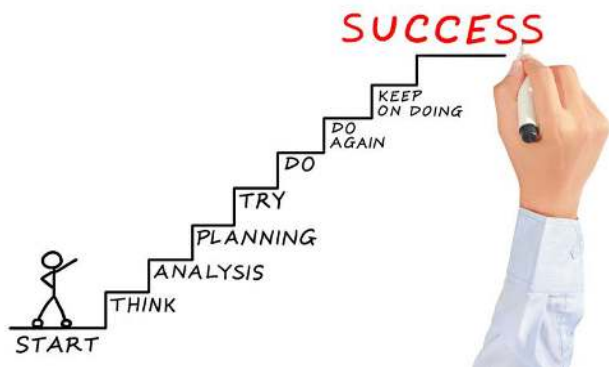 SUCCESS
KEEP
ON DOING
DO
AGAIN
DO
TRY
PLANNING
ANALYSIS
THINK
START